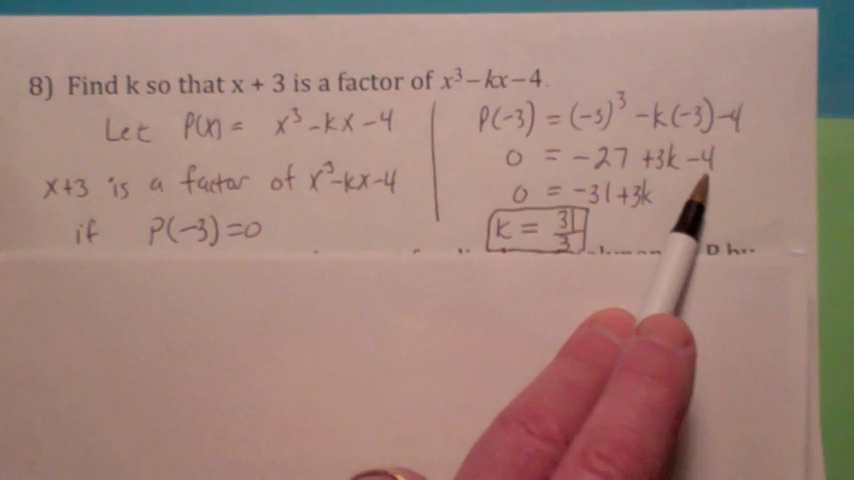 8) Find k so that x + 3 is a factor of x³ – kx – 4.
Let P(x) = x³ - kx - 4
x+3 is a factor of x³-kx-4
if P(-3)=0
P(-3) = (-3)³ - k(-3) - 4
0 = -27 +3k -4
0 = -31+3k
k = 31/3